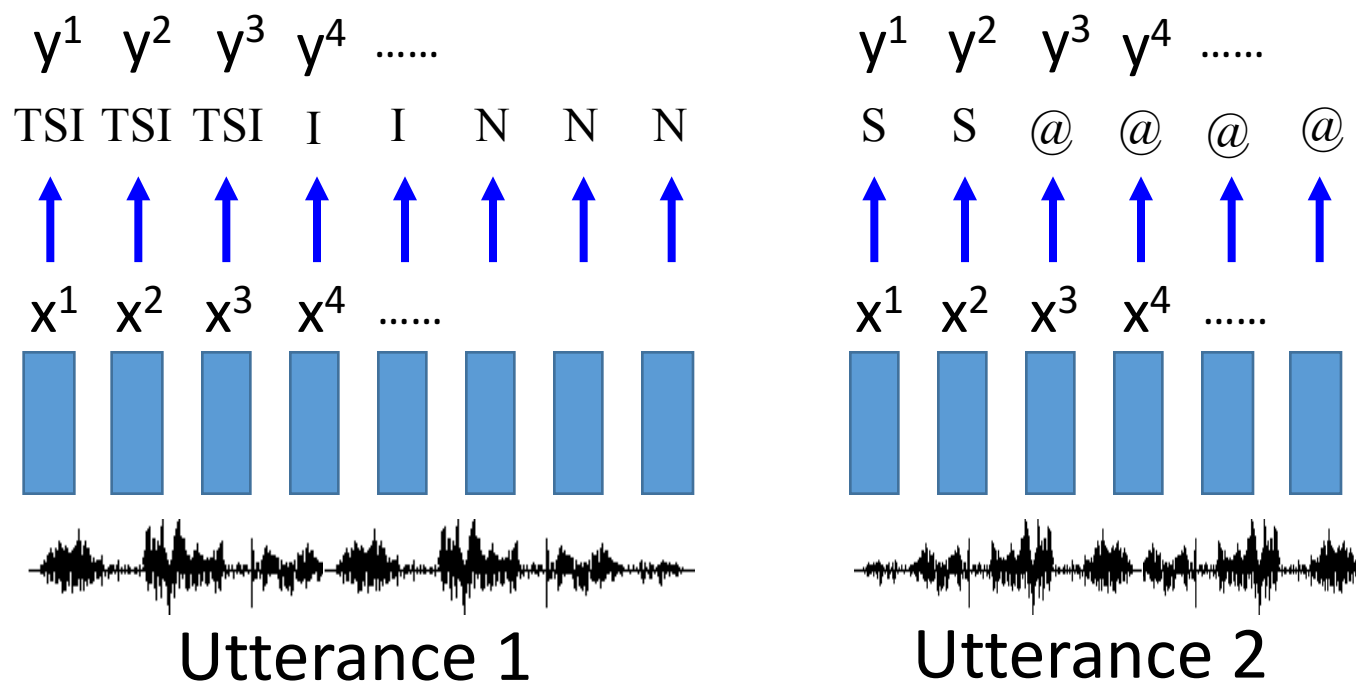 y¹ y² y³ y⁴ ......
TSI TSI TSI I I N N N
x¹ x² x³ x⁴ ......
Utterance 1
y¹ y² y³ y⁴ ......
S S @ @ @ @
x¹ x² x³ x⁴ ......
Utterance 2